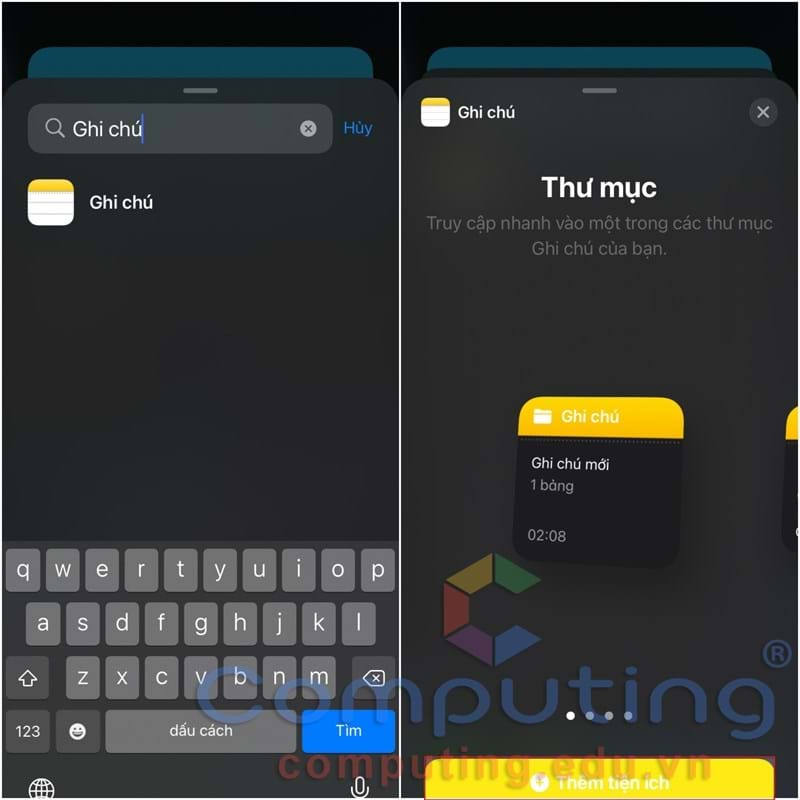 Ghi chú
Hủy
Ghi chú
q w e r t y u i o p
a s d f g h j k l
z x c v b n m
123 dấu cách Tìm
Ghi chú
Thư mục
Truy cập nhanh vào một trong các thư mục
Ghi chú của bạn.
Ghi chú
Ghi chú mới
1 bảng
02:08
Computing ®
computing.edu.vn
Thêm tiện ích